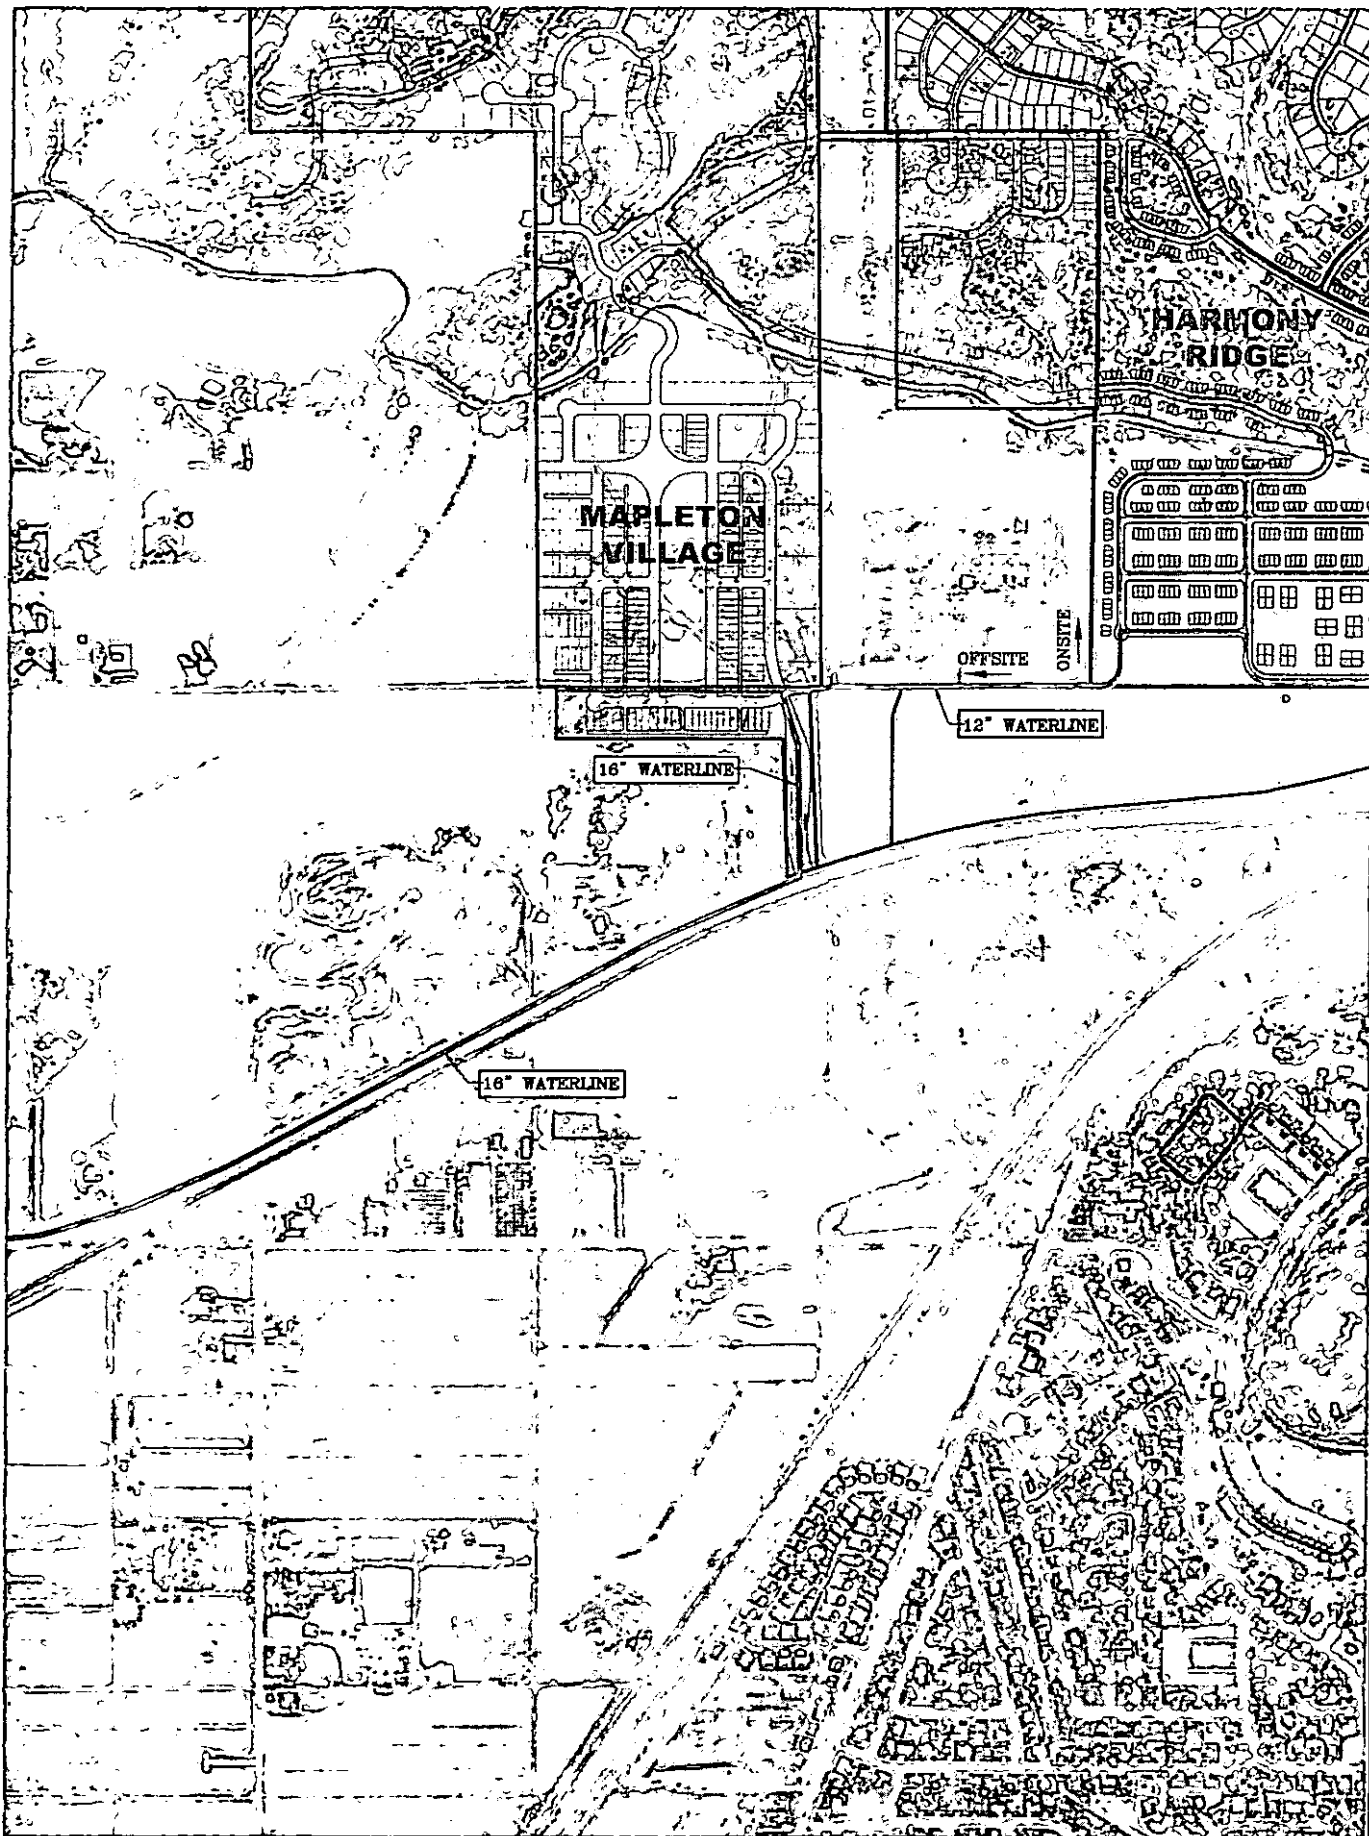 HARMONY
RIDGE
MAPLETON
VILLAGE
OFFSITE
ONSITE
12" WATERLINE
16" WATERLINE
16" WATERLINE